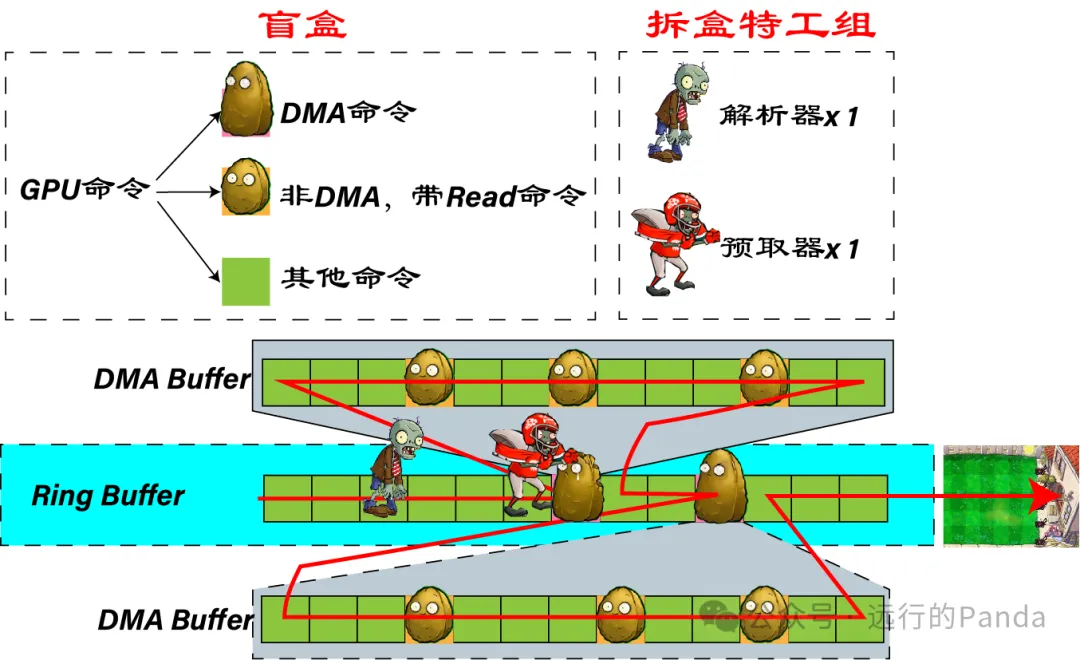 盲盒
拆盒特工组
GPU命令
DMA命令
非DMA，带Read命令
其他命令
解析器x 1
预取器x 1
DMA Buffer
Ring Buffer
DMA Buffer
公众号 · 远行的Panda